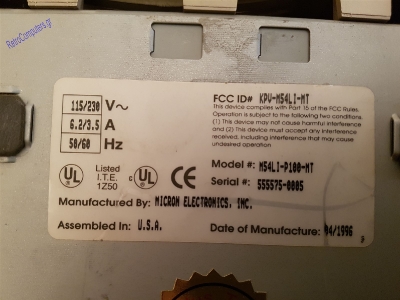 RetroComputers.gr
115/230 V~
6.2/3.5 A
50/60 Hz
FCC ID# KPV-M54LI-MT
This device complies with Part 15 of the FCC Rules.
Operation is subject to the following two conditions:
(1) This device may not cause harmful interference
and (2) This device must accept any interference
received, including interference that may cause
undesired operation
UL
Listed
I.T.E.
1Z50
UL
CE
Model #: M54LI-P100-MT
Serial #: 555575-0005
Manufactured By: MICRON ELECTRONICS, INC.
Assembled In: U.S.A.
Date of Manufacture: 04/1996